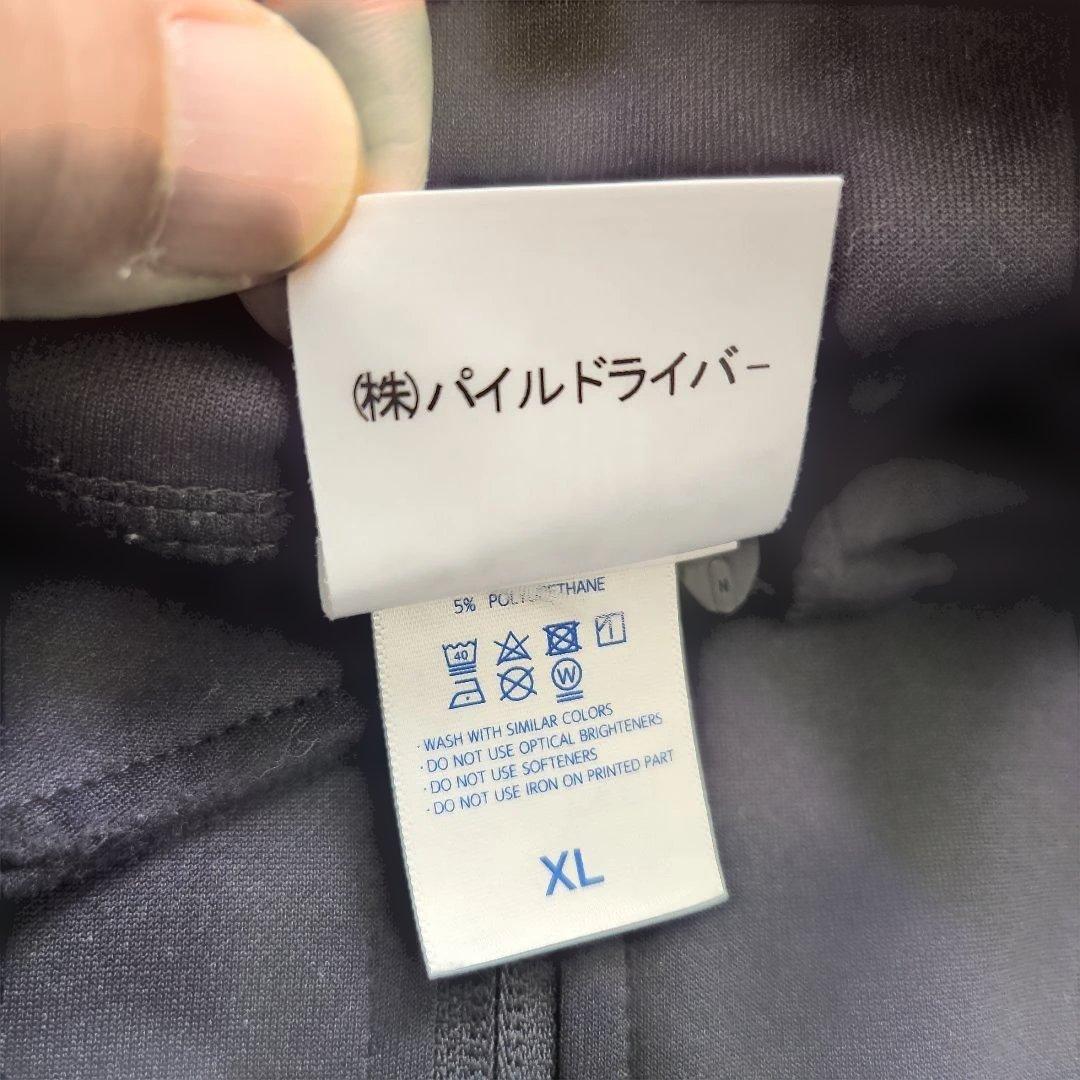 ㈱パイルドライバー
5% POLYURETHANE
40
W
· WASH WITH SIMILAR COLORS
· DO NOT USE OPTICAL BRIGHTENERS
· DO NOT USE SOFTENERS
· DO NOT USE IRON ON PRINTED PART
XL